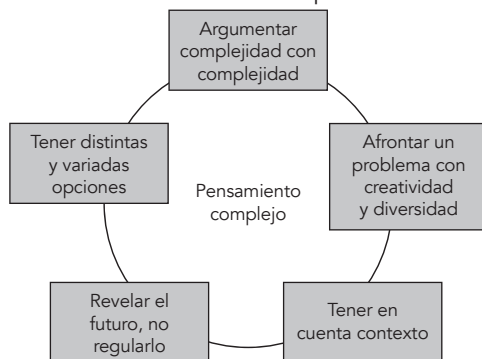 Argumentar
complejidad con
complejidad
Tener distintas
y variadas
opciones
Afrontar un
problema con
creatividad
y diversidad
Pensamiento
complejo
Revelar el
futuro, no
regularlo
Tener en
cuenta contexto